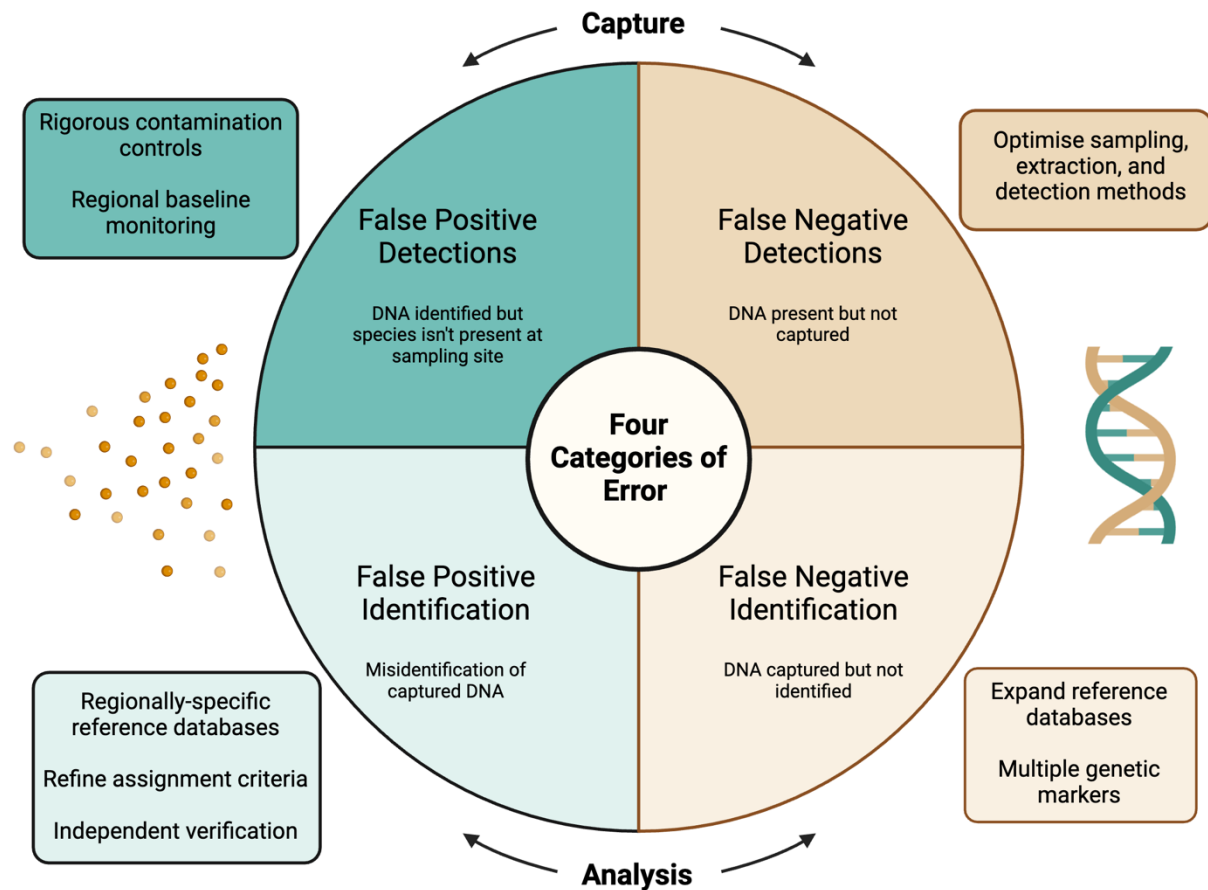 Capture
Rigorous contamination
controls
Regional baseline
monitoring
False Positive
Detections
DNA identified but
species isn't present at
sampling site
False Negative
Detections
DNA present but not
captured
Optimise sampling,
extraction, and
detection methods
Four
Categories of
Error
False Positive
Identification
Misidentification of
captured DNA
False Negative
Identification
DNA captured but not
identified
Regionally-specific
reference databases
Refine assignment criteria
Independent verification
Expand reference
databases
Multiple genetic
markers
Analysis